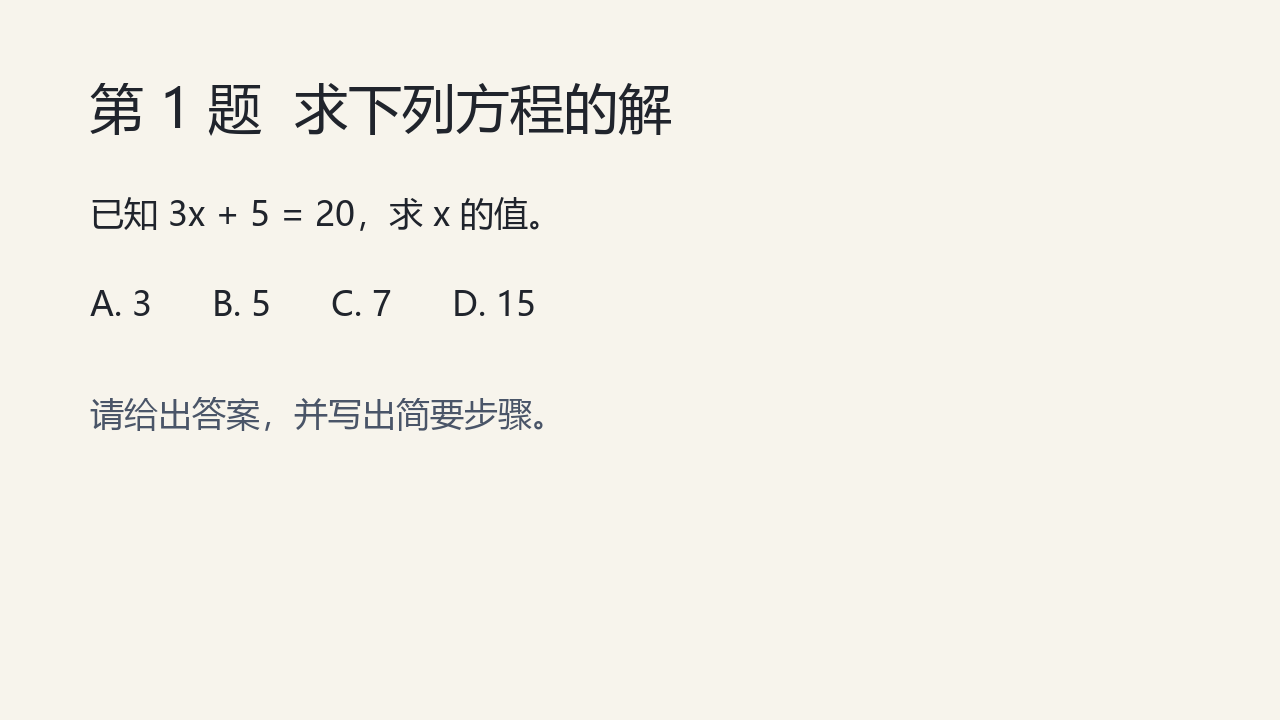 第 1 题  求下列方程的解
已知 3x + 5 = 20，求 x 的值。
A. 3      B. 5      C. 7      D. 15
请给出答案，并写出简要步骤。